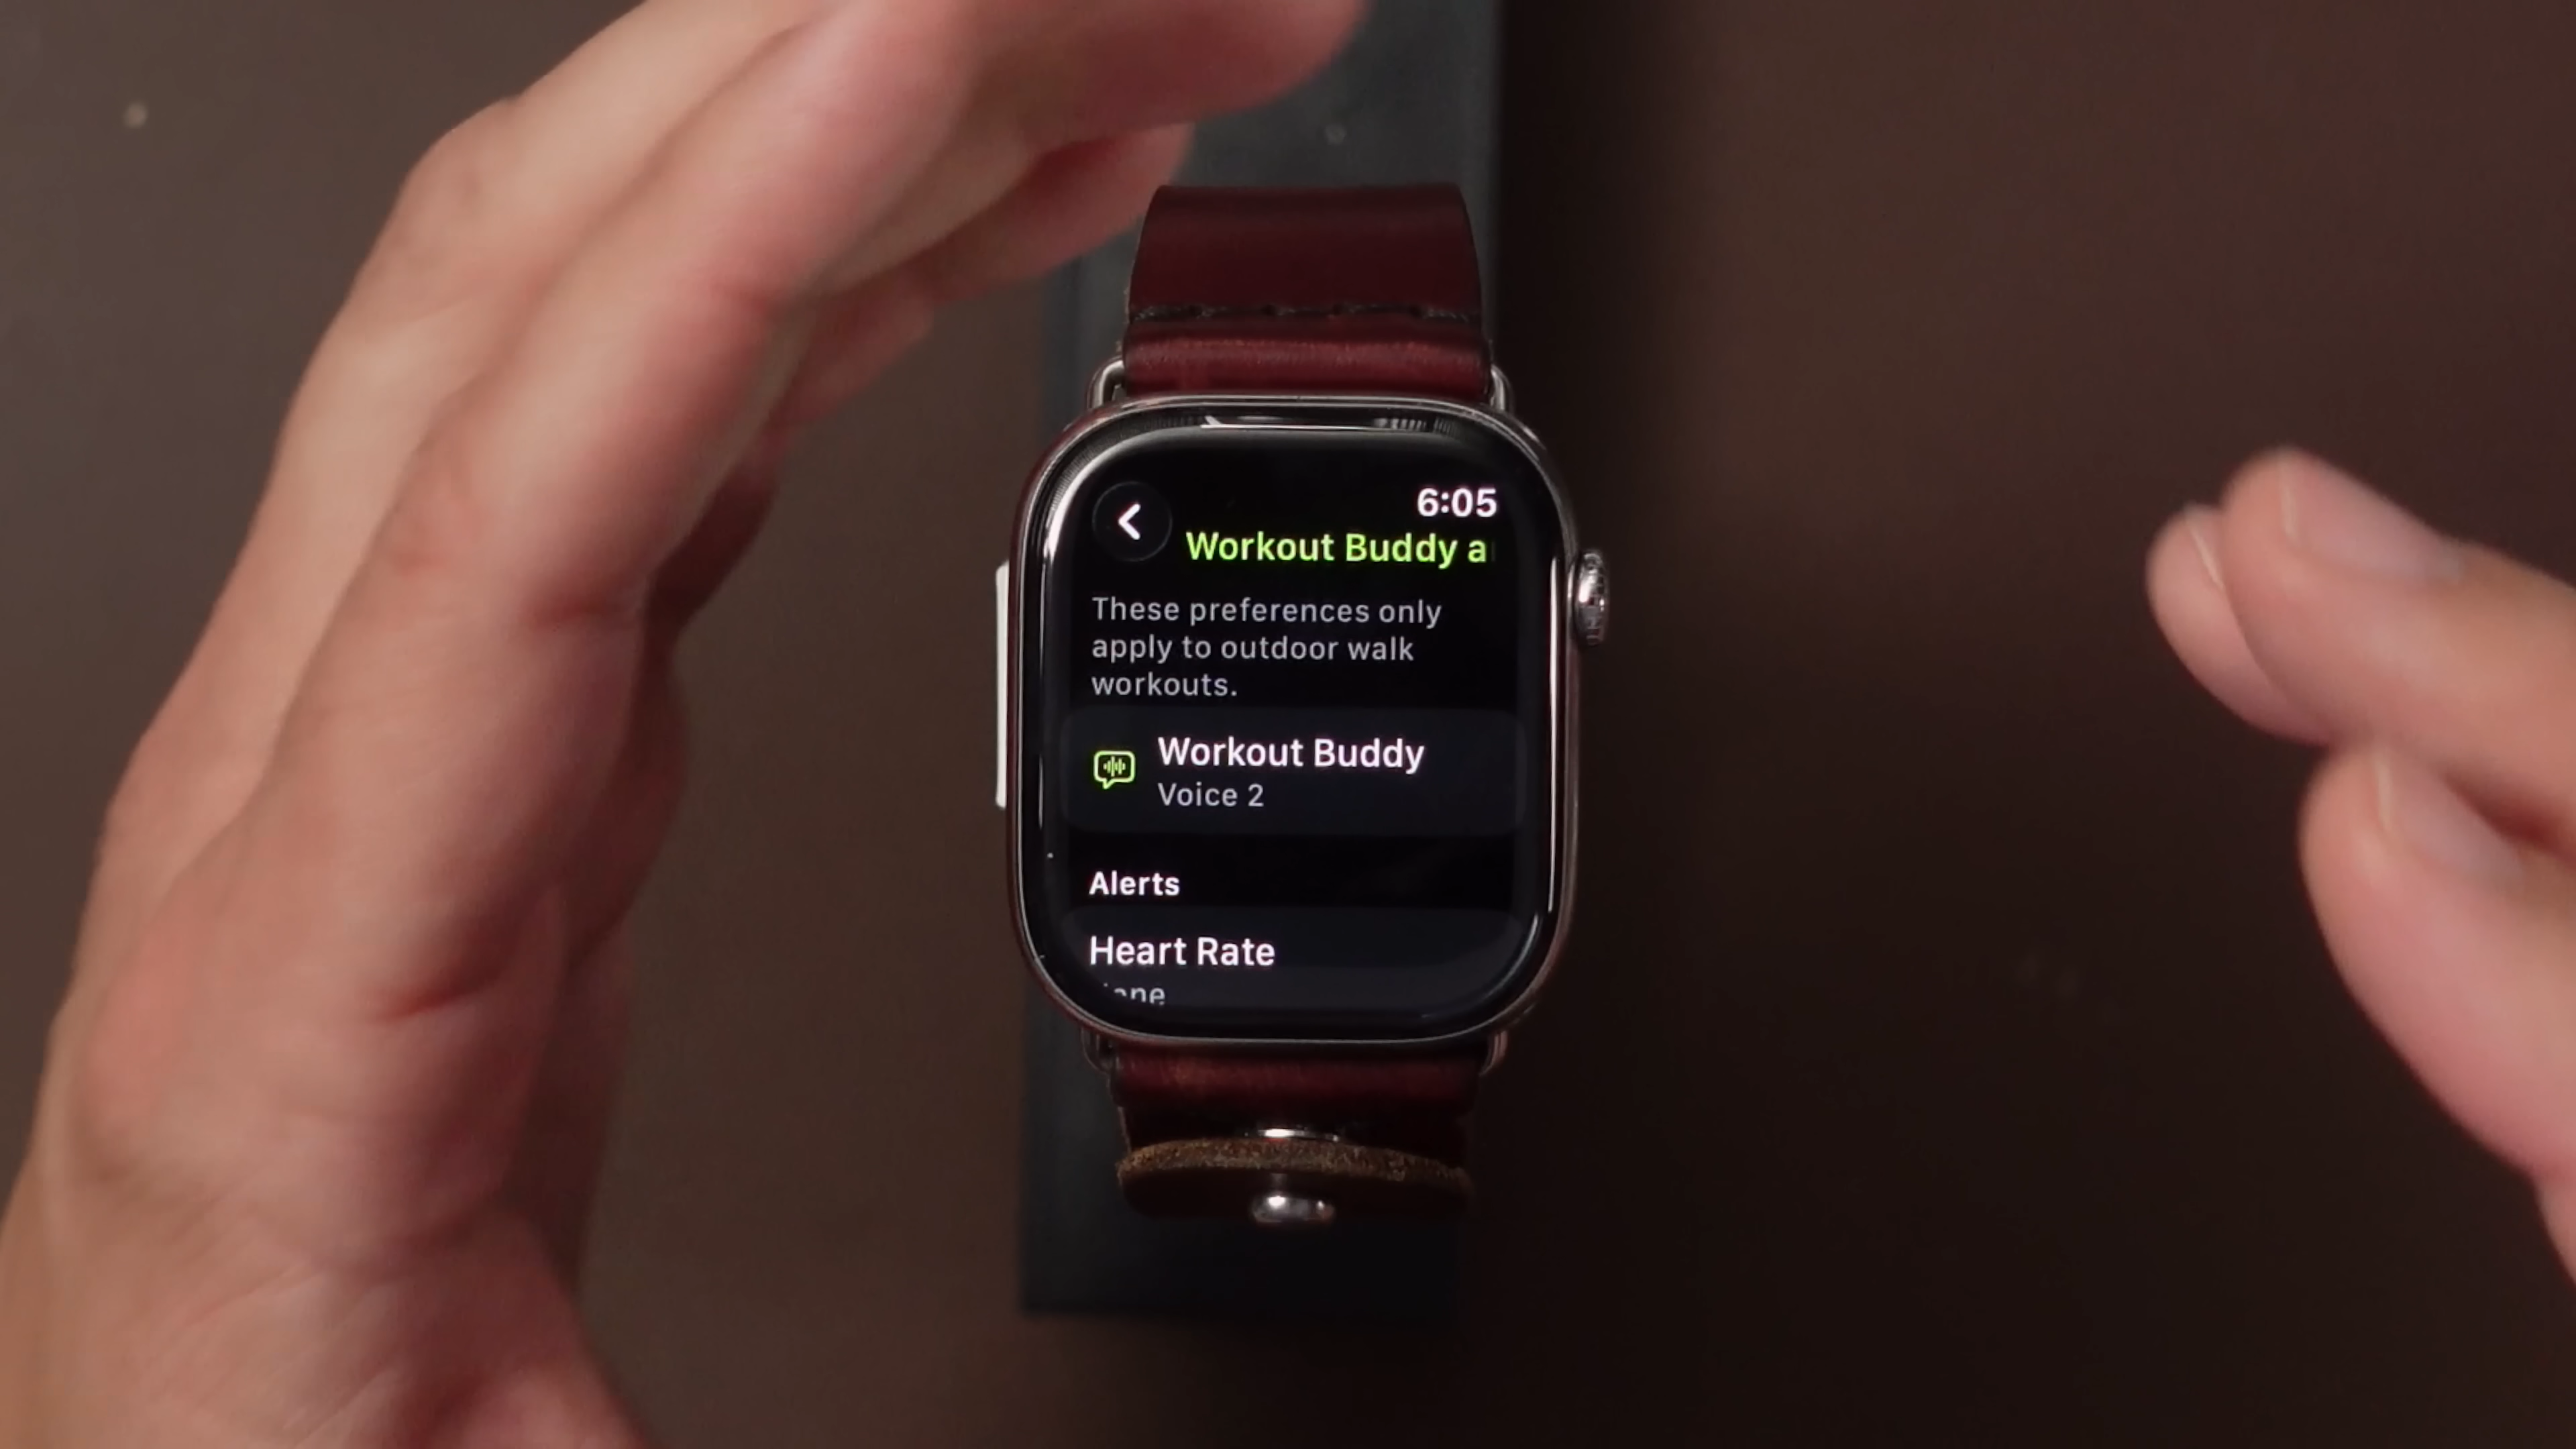 6:05
Workout Buddy a
These preferences only
apply to outdoor walk
workouts.
Workout Buddy
Voice 2
Alerts
Heart Rate